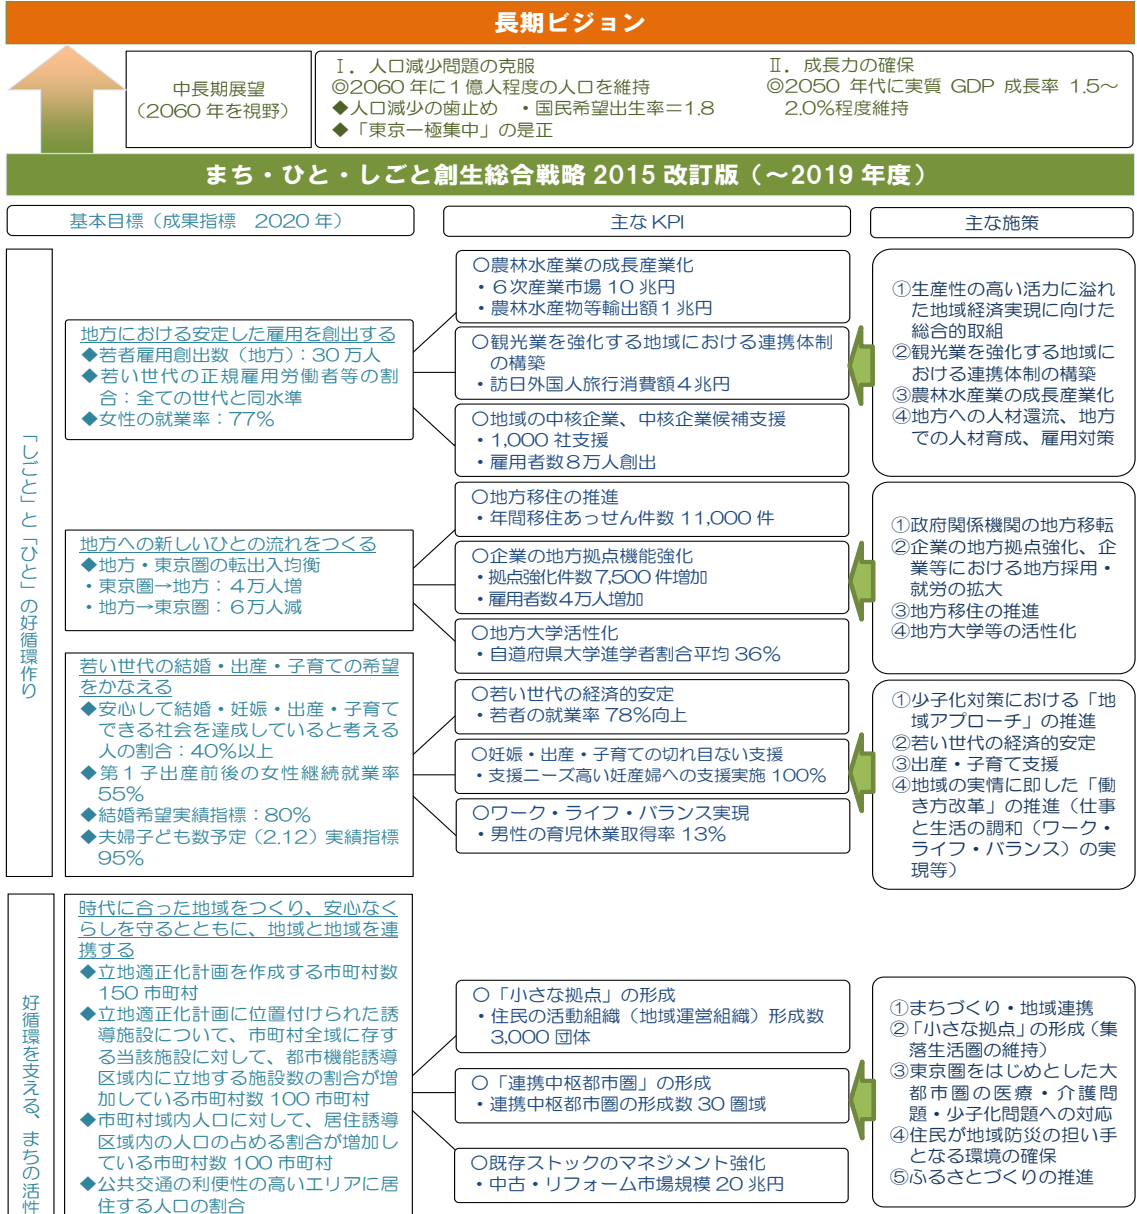 長期ビジョン
中長期展望
（2060 年を視野）
Ⅰ．人口減少問題の克服
◎2060 年に１億人程度の人口を維持
◆人口減少の歯止め　・国民希望出生率＝1.8
◆「東京一極集中」の是正
Ⅱ．成長力の確保
◎2050 年代に実質 GDP 成長率 1.5～
2.0％程度維持
まち・ひと・しごと創生総合戦略 2015 改訂版（～2019 年度）
基本目標（成果指標　2020 年）
主な KPI
主な施策
「しごと」と「ひと」の好循環作り
地方における安定した雇用を創出する
◆若者雇用創出数（地方）：30 万人
◆若い世代の正規雇用労働者等の割
合：全ての世代と同水準
◆女性の就業率：77％
〇農林水産業の成長産業化
・６次産業市場 10 兆円
・農林水産物等輸出額１兆円
〇観光業を強化する地域における連携体制
の構築
・訪日外国人旅行消費額４兆円
〇地域の中核企業、中核企業候補支援
・1,000 社支援
・雇用者数８万人創出
①生産性の高い活力に溢れ
た地域経済実現に向けた
総合的取組
②観光業を強化する地域に
おける連携体制の構築
③農林水産業の成長産業化
④地方への人材還流、地方
での人材育成、雇用対策
地方への新しいひとの流れをつくる
◆地方・東京圏の転出入均衡
・東京圏→地方：４万人増
・地方→東京圏：６万人減
〇地方移住の推進
・年間移住あっせん件数 11,000 件
〇企業の地方拠点機能強化
・拠点強化件数 7,500 件増加
・雇用者数４万人増加
〇地方大学活性化
・自道府県大学進学者割合平均 36％
①政府関係機関の地方移転
②企業の地方拠点強化、企
業等における地方採用・
就労の拡大
③地方移住の推進
④地方大学等の活性化
若い世代の結婚・出産・子育ての希望
をかなえる
◆安心して結婚・妊娠・出産・子育て
できる社会を達成していると考える
人の割合：40％以上
◆第１子出産前後の女性継続就業率
55％
◆結婚希望実績指標：80％
◆夫婦子ども数予定（2.12）実績指標
95％
〇若い世代の経済的安定
・若者の就業率 78％向上
〇妊娠・出産・子育ての切れ目ない支援
・支援ニーズ高い妊産婦への支援実施 100％
〇ワーク・ライフ・バランス実現
・男性の育児休業取得率 13％
①少子化対策における「地
域アプローチ」の推進
②若い世代の経済的安定
③出産・子育て支援
④地域の実情に即した「働
き方改革」の推進（仕事
と生活の調和（ワーク・
ライフ・バランス）の実
現等）
好循環を支える、まちの活性
時代に合った地域をつくり、安心なく
らしを守るとともに、地域と地域を連
携する
◆立地適正化計画を作成する市町村数
150 市町村
◆立地適正化計画に位置付けられた誘
導施設について、市町村全域に存す
る当該施設に対して、都市機能誘導
区域内に立地する施設数の割合が増
加している市町村数 100 市町村
◆市町村域内人口に対して、居住誘導
区域内の人口の占める割合が増加し
ている市町村数 100 市町村
◆公共交通の利便性の高いエリアに居
住する人口の割合
〇「小さな拠点」の形成
・住民の活動組織（地域運営組織）形成数
3,000 団体
〇「連携中枢都市圏」の形成
・連携中枢都市圏の形成数 30 圏域
〇既存ストックのマネジメント強化
・中古・リフォーム市場規模 20 兆円
①まちづくり・地域連携
②「小さな拠点」の形成（集
落生活圏の維持）
③東京圏をはじめとした大
都市圏の医療・介護問
題・少子化問題への対応
④住民が地域防災の担い手
となる環境の確保
⑤ふるさとづくりの推進